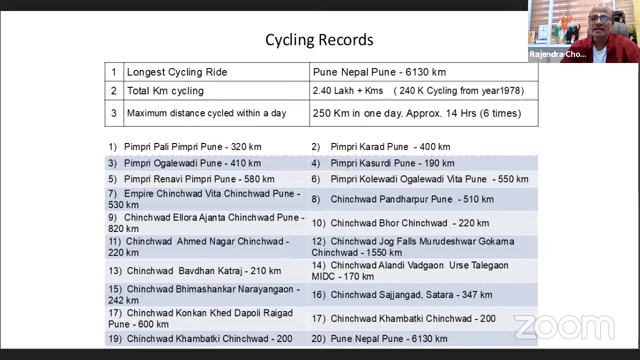 Rajendra Cho...
Cycling Records
1 Longest Cycling Ride Pune Nepal Pune - 6130 km
2 Total Km cycling 2.40 Lakh + Kms ( 240 K Cycling from year1978)
3 Maximum distance cycled within a day 250 Km in one day. Approx. 14 Hrs (6 times)
1) Pimpri Pali Pimpri Pune - 320 km
2) Pimpri Karad Pune - 400 km
3) Pimpri Ogalewadi Pune - 410 km
4) Pimpri Kasurdi Pune - 190 km
5) Pimpri Renavi Pimpri Pune - 580 km
6) Pimpri Kolewadi Ogalewadi Vita Pune - 550 km
7) Empire Chinchwad Vita Chinchwad Pune -
530 km
8) Chinchwad Pandharpur Pune - 510 km
9) Chinchwad Ellora Ajanta Chinchwad Pune -
820 km
10) Chinchwad Bhor Chinchwad - 220 km
11) Chinchwad Ahmed Nagar Chinchwad -
220 km
12) Chinchwad Jog Falls Murudeshwar Gokarna
Chinchwad - 1550 km
13) Chinchwad Bavdhan Katraj - 210 km
14) Chinchwad Alandi Vadgaon Urse Talegaon
MIDC - 170 km
15) Chinchwad Bhimashankar Narayangaon -
242 km
16) Chinchwad Sajjangad, Satara - 347 km
17) Chinchwad Konkan Khed Dapoli Raigad
Pune - 600 km
17) Chinchwad Khambatki Chinchwad - 200
19) Chinchwad Khambatki Chinchwad - 200
20) Pune Nepal Pune - 6130 km
zoom